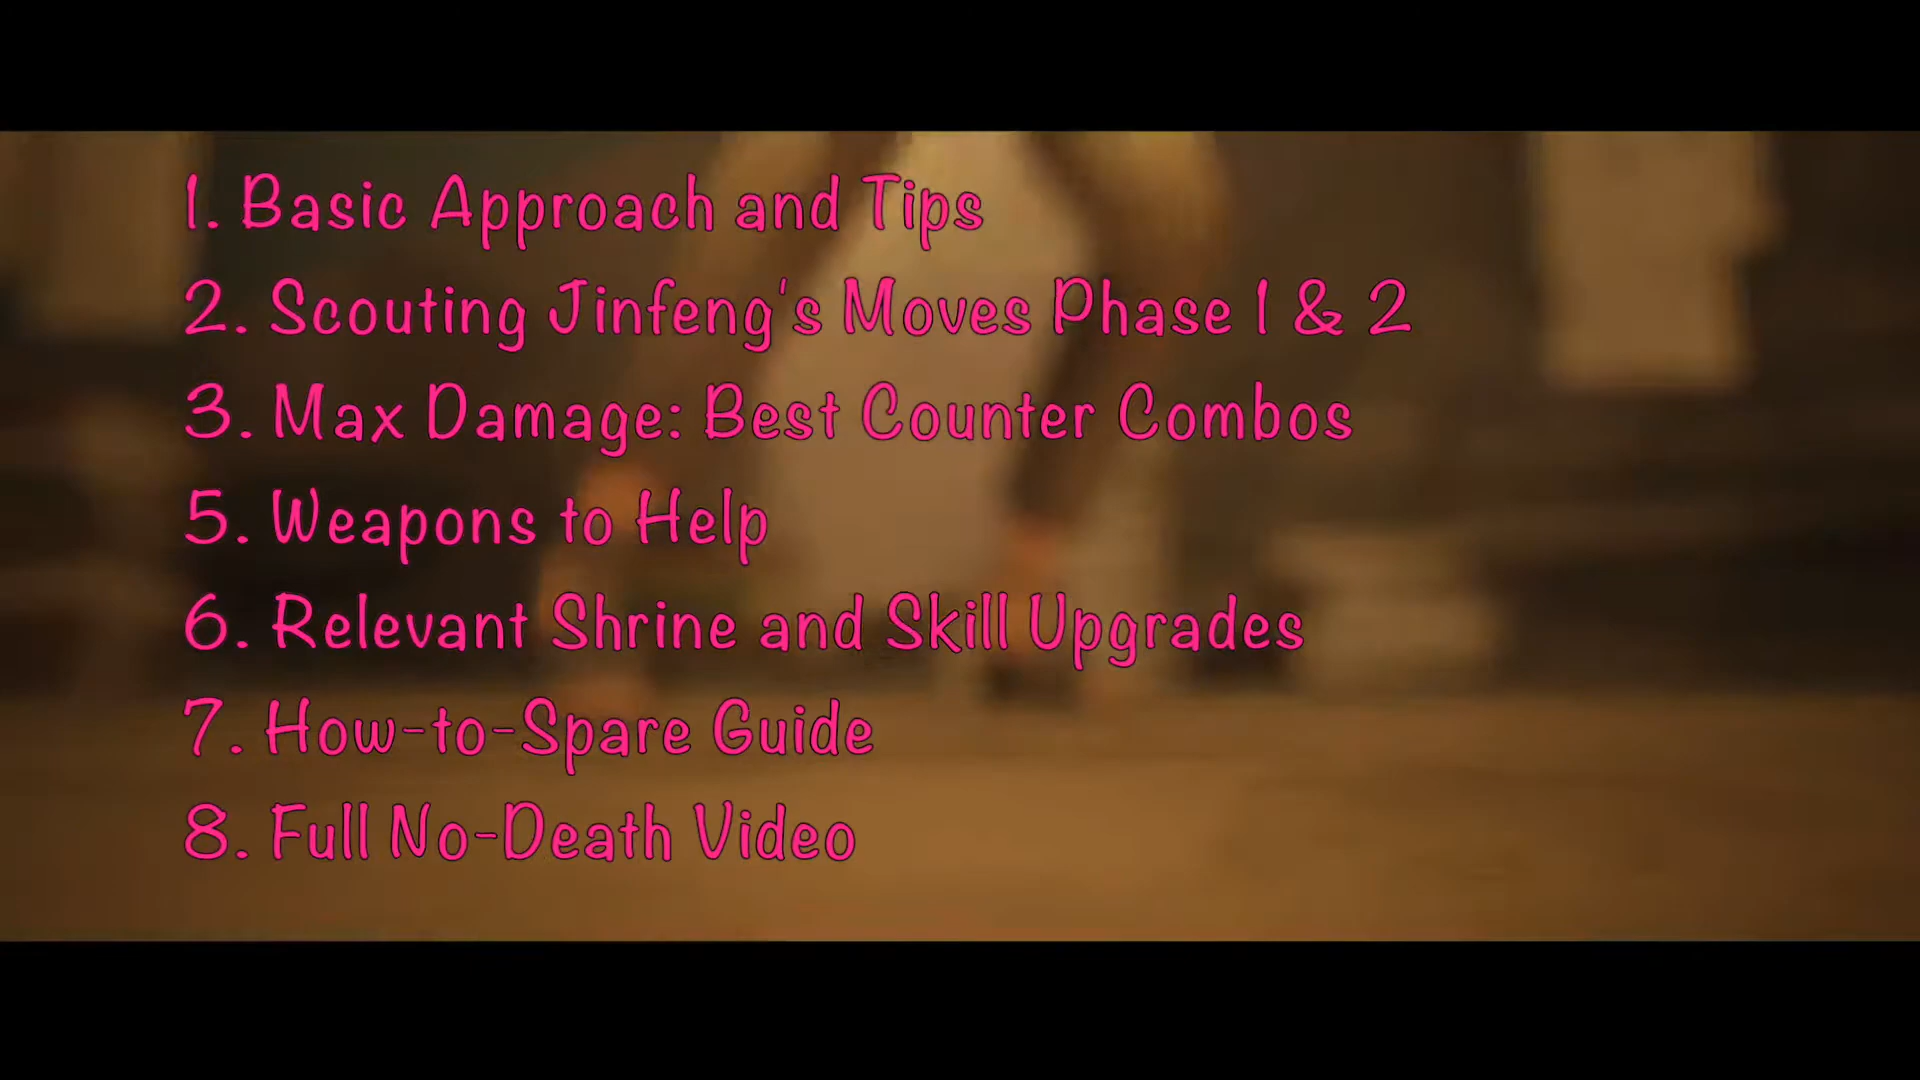 1. Basic Approach and Tips
2. Scouting Jinfeng's Moves Phase 1 & 2
3. Max Damage: Best Counter Combos
5. Weapons to Help
6. Relevant Shrine and Skill Upgrades
7. How-to-Spare Guide
8. Full No-Death Video